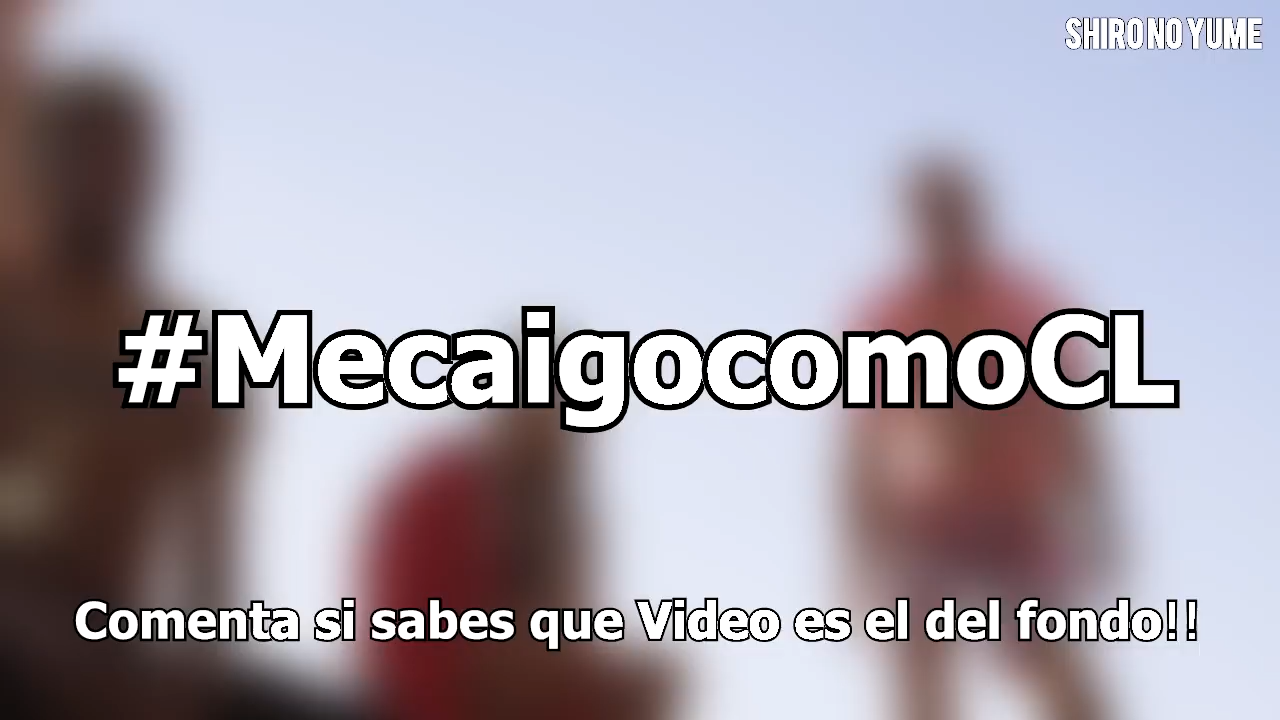 SHIRO NO YUME
#MecaigocomoCL
Comenta si sabes que Video es el del fondo!!